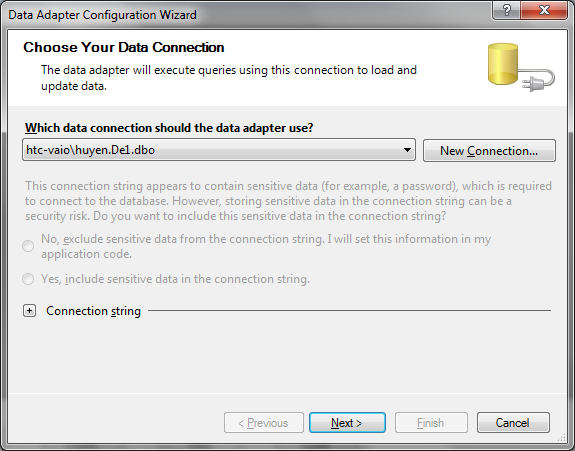 Data Adapter Configuration Wizard
?
Choose Your Data Connection
The data adapter will execute queries using this connection to load and
update data.
Which data connection should the data adapter use?
htc-vaio\huyen.De1.dbo
New Connection...
This connection string appears to contain sensitive data (for example, a password), which is required
to connect to the database. However, storing sensitive data in the connection string can be a
security risk. Do you want to include this sensitive data in the connection string?
No, exclude sensitive data from the connection string. I will set this information in my
application code.
Yes, include sensitive data in the connection string.
Connection string
< Previous
Next >
Finish
Cancel